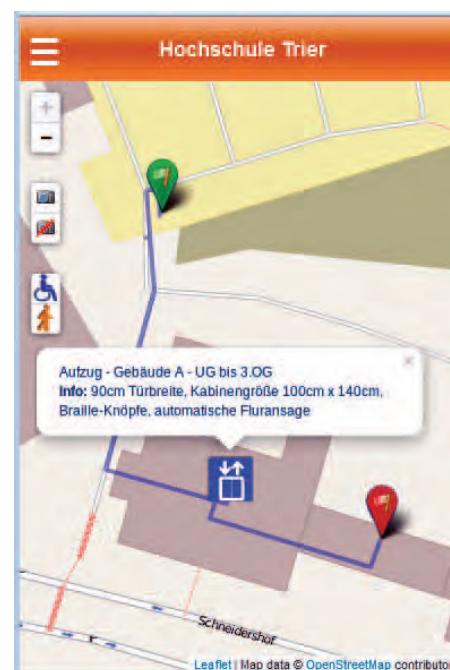 Hochschule Trier
+
−
Aufzug - Gebäude A - UG bis 3.OG
×
Info: 90cm Türbreite, Kabinengröße 100cm x 140cm,
Braille-Knöpfe, automatische Fluransage
Schneidershof
Leaflet | Map data © OpenStreetMap contributo